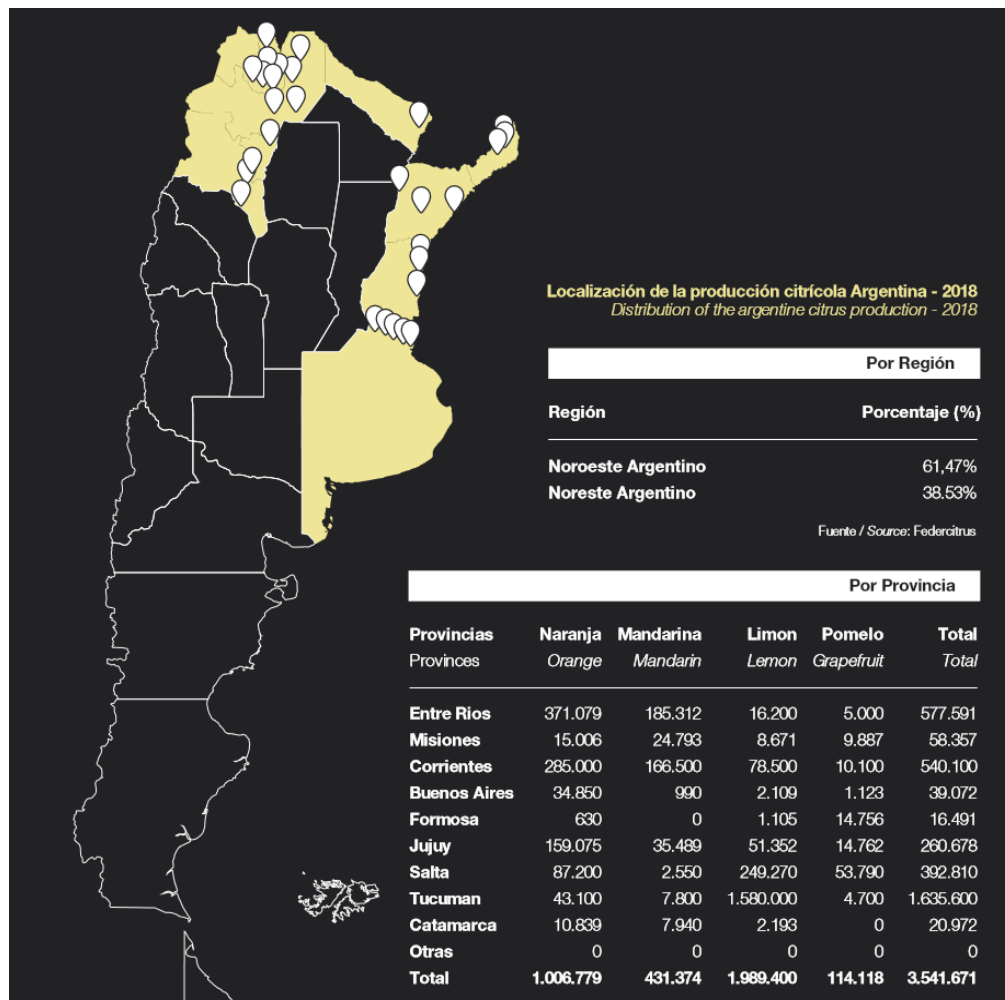 Localización de la producción citrícola Argentina - 2018
Distribution of the argentine citrus production - 2018
Por Región
Región Porcentaje (%)
Noroeste Argentino 61,47%
Noreste Argentino 38.53%
Fuente / Source: Federcitrus
Por Provincia
Provincias Naranja Mandarina Limon Pomelo Total
Provinces Orange Mandarin Lemon Grapefruit Total
Entre Rios 371.079 185.312 16.200 5.000 577.591
Misiones 15.006 24.793 8.671 9.887 58.357
Corrientes 285.000 166.500 78.500 10.100 540.100
Buenos Aires 34.850 990 2.109 1.123 39.072
Formosa 630 0 1.105 14.756 16.491
Jujuy 159.075 35.489 51.352 14.762 260.678
Salta 87.200 2.550 249.270 53.790 392.810
Tucuman 43.100 7.800 1.580.000 4.700 1.635.600
Catamarca 10.839 7.940 2.193 0 20.972
Otras 0 0 0 0 0
Total 1.006.779 431.374 1.989.400 114.118 3.541.671